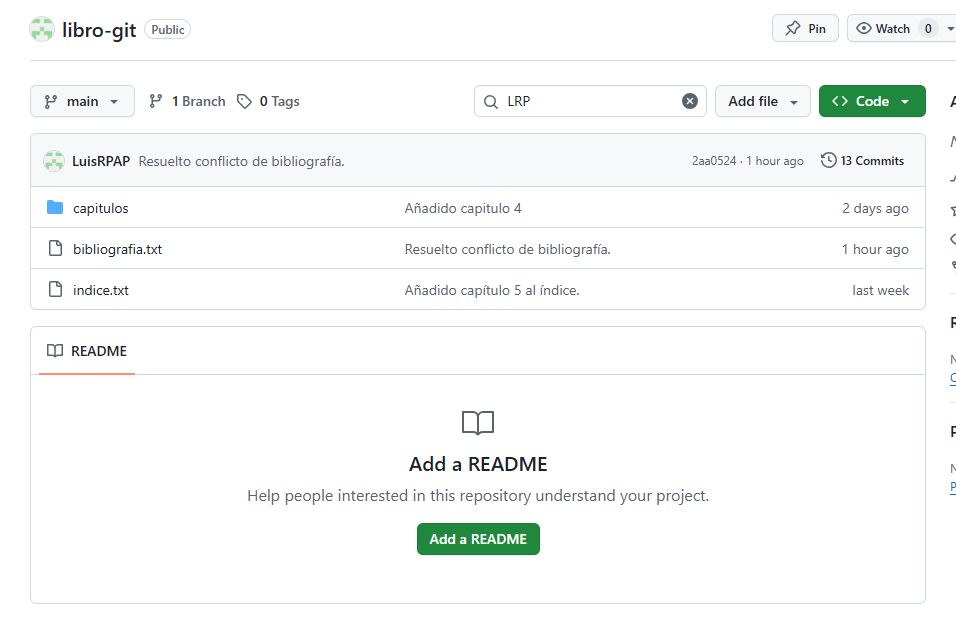 libro-git Public Pin Watch 0
main 1 Branch 0 Tags LRP Add file <> Code
LuisRPAP Resuelto conflicto de bibliografía. 2aa0524 · 1 hour ago 13 Commits
capitulos Añadido capitulo 4 2 days ago
bibliografia.txt Resuelto conflicto de bibliografía. 1 hour ago
indice.txt Añadido capítulo 5 al índice. last week
README
Add a README
Help people interested in this repository understand your project.
Add a README